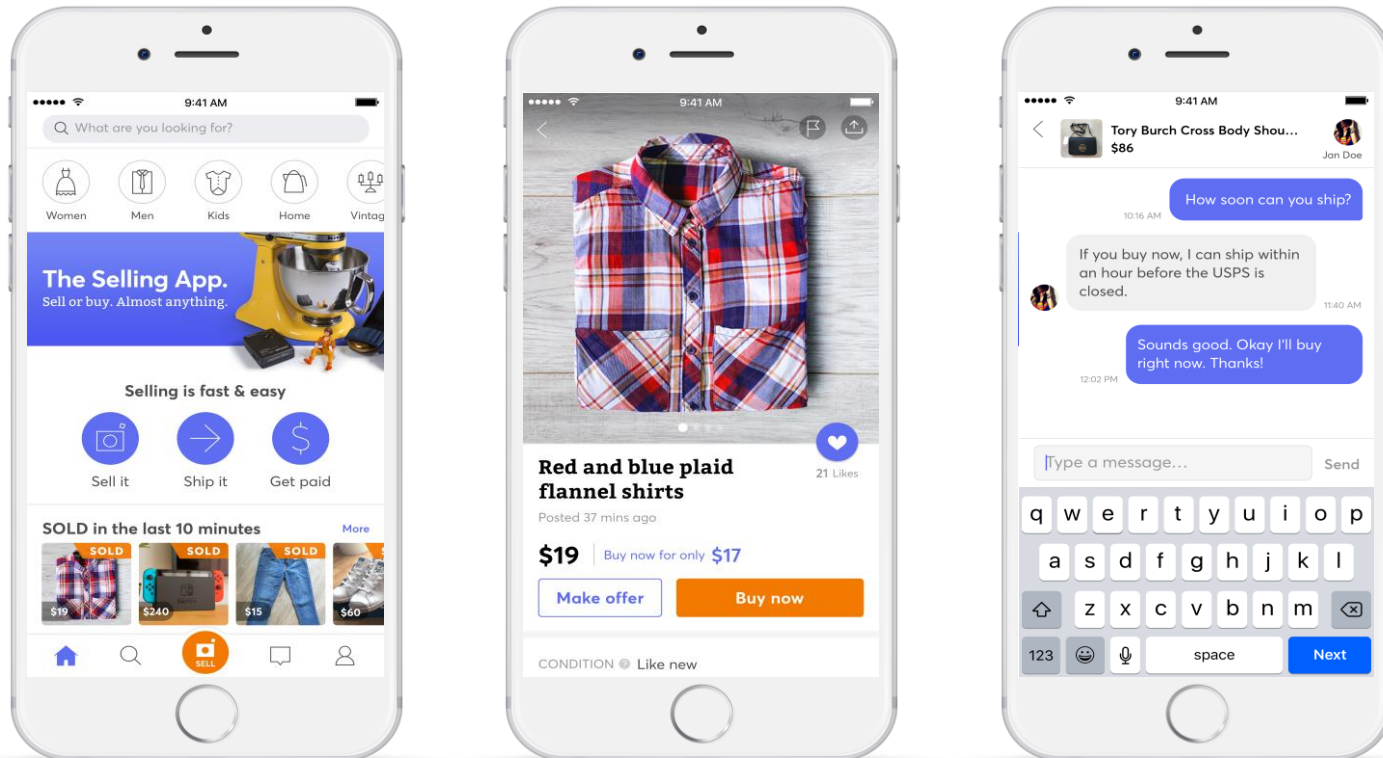 9:41 AM
What are you looking for?
Women
Men
Kids
Home
Vintag
The Selling App.
Sell or buy. Almost anything.
Selling is fast & easy
Sell it
Ship it
Get paid
SOLD in the last 10 minutes
More
SOLD
SOLD
SOLD
$19
$240
$15
$60
SELL
9:41 AM
Red and blue plaid
flannel shirts
21 Likes
Posted 37 mins ago
$19
Buy now for only $17
Make offer
Buy now
CONDITION
Like new
9:41 AM
Tory Burch Cross Body Shou...
$86
Jan Doe
How soon can you ship?
10:16 AM
If you buy now, I can ship within
an hour before the USPS is
closed.
11:40 AM
Sounds good. Okay I'll buy
right now. Thanks!
12:02 PM
Type a message...
Send
q w e r t y u i o p
a s d f g h j k l
z x c v b n m
123
space
Next